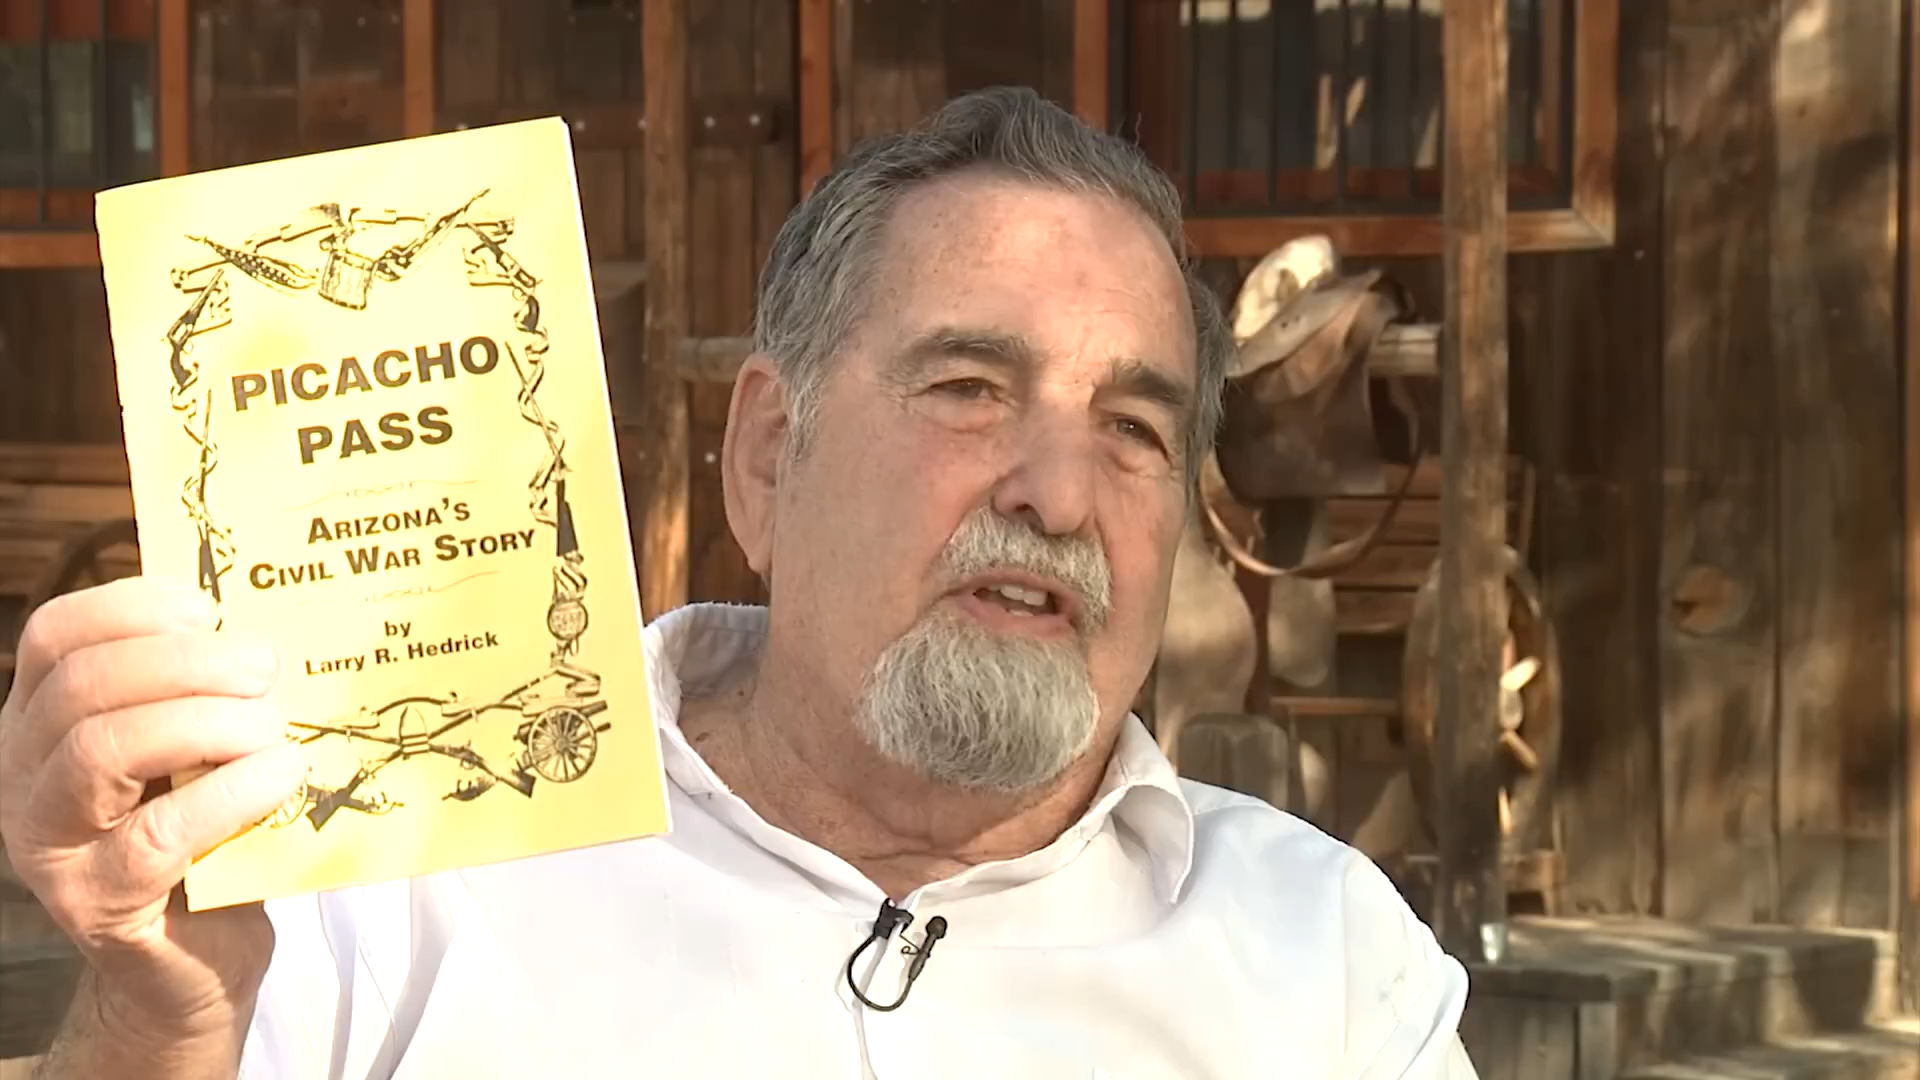 PICACHO
PASS
ARIZONA'S
CIVIL WAR STORY
by
Larry R. Hedrick